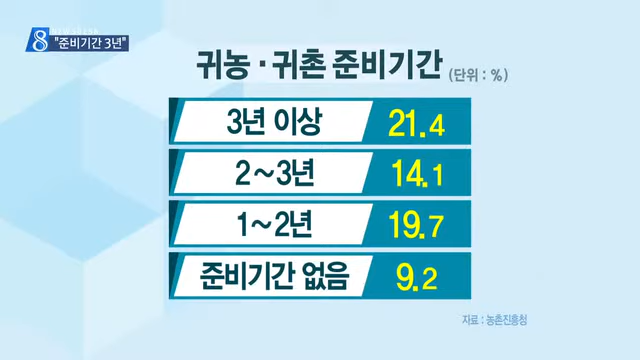 8 "준비기간 3년"
귀농·귀촌 준비기간 (단위 : %)
3년 이상 21.4
2~3년 14.1
1~2년 19.7
준비기간 없음 9.2
자료 : 농촌진흥청